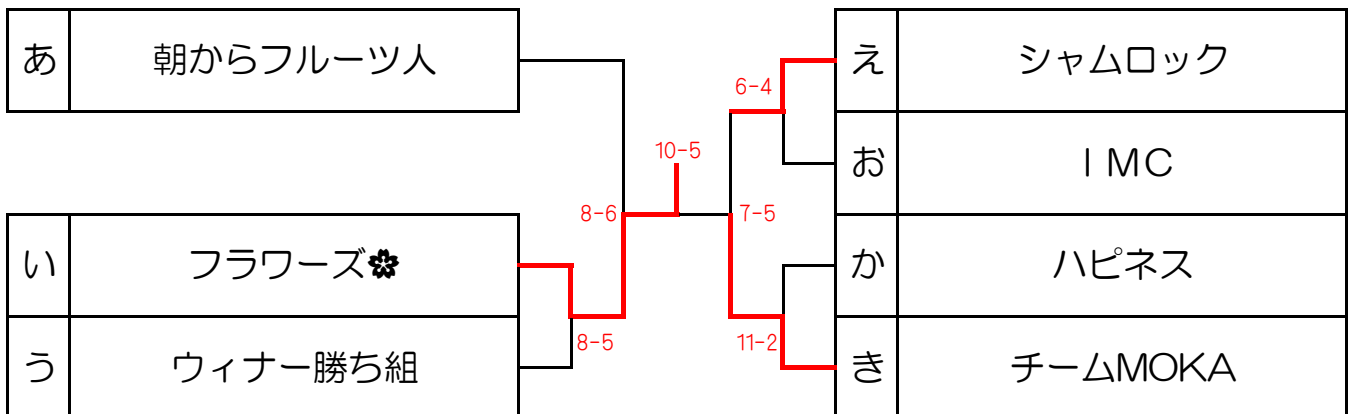 あ 朝からフルーツ人
い フラワーズ🌸
う ウィナー勝ち組
8-5
8-6
10-5
7-5
6-4
11-2
え シャムロック
お IMC
か ハピネス
き チームMOKA